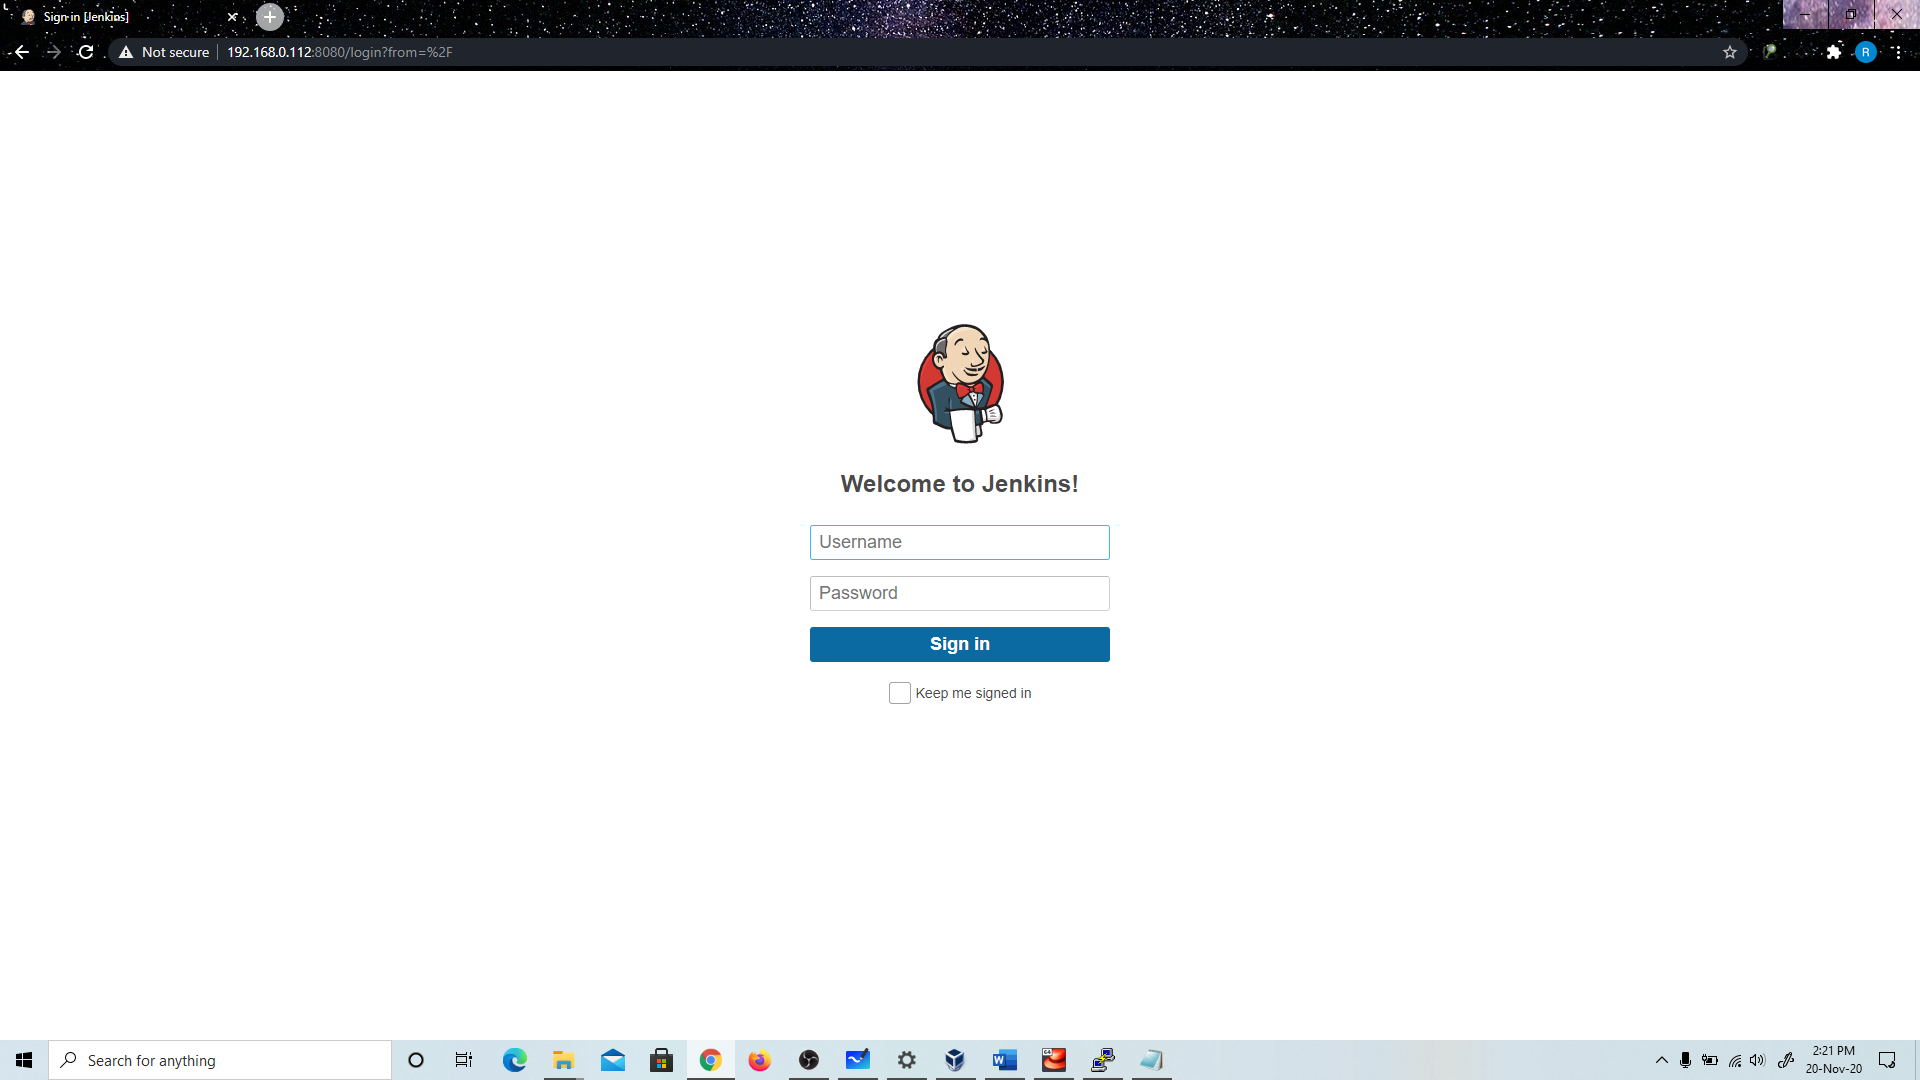 Sign in [Jenkins]
Not secure
192.168.0.112:8080/login?from=%2F
R
Welcome to Jenkins!
Username
Password
Sign in
Keep me signed in
Search for anything
W
64
2:21 PM
20-Nov-20